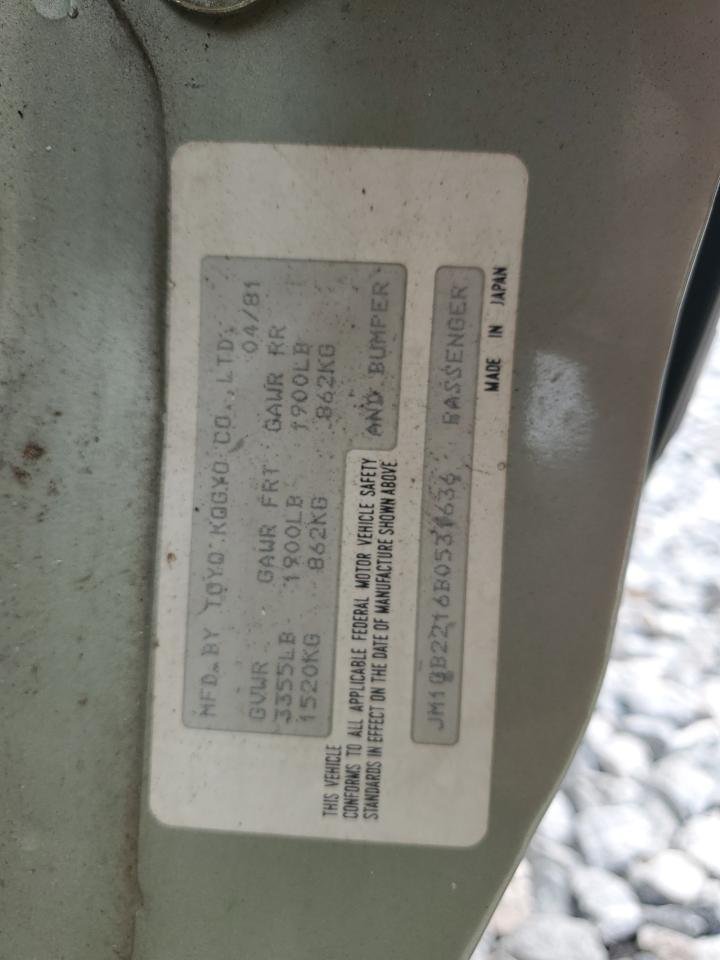 MFD. BY TOYO KOGYO CO., LTD.
04/81
GVWR GAWR FRT GAWR RR
3355LB 1900LB 1900LB
1520KG 862KG 862KG
THIS VEHICLE
CONFORMS TO ALL APPLICABLE FEDERAL MOTOR VEHICLE SAFETY AND BUMPER
STANDARDS IN EFFECT ON THE DATE OF MANUFACTURE SHOWN ABOVE
PASSENGER
MADE IN JAPAN